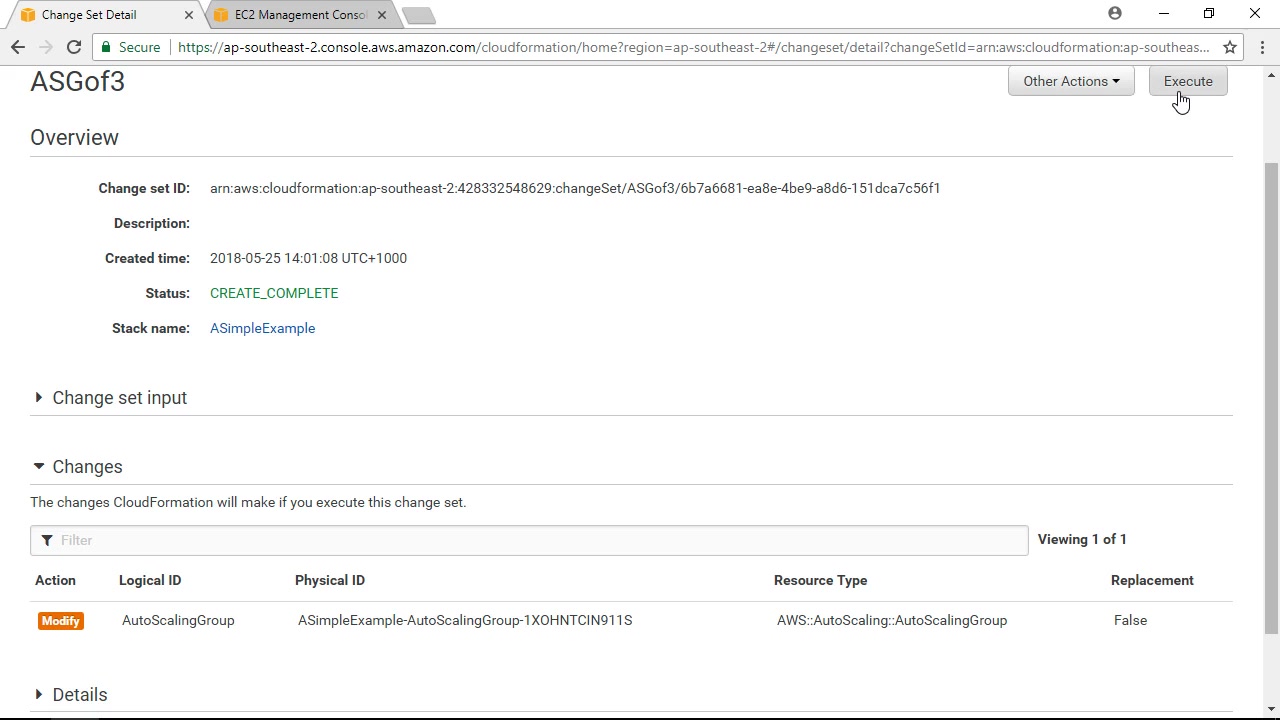 Change Set Detail
EC2 Management Consol
Secure
https://ap-southeast-2.console.aws.amazon.com/cloudformation/home?region=ap-southeast-2#/changeset/detail?changeSetId=arn:aws:cloudformation:ap-southeas...
ASGof3
Other Actions
Execute
Overview
Change set ID: arn:aws:cloudformation:ap-southeast-2:428332548629:changeSet/ASGof3/6b7a6681-ea8e-4be9-a8d6-151dca7c56f1
Description:
Created time: 2018-05-25 14:01:08 UTC+1000
Status: CREATE_COMPLETE
Stack name: ASimpleExample
Change set input
Changes
The changes CloudFormation will make if you execute this change set.
Filter
Viewing 1 of 1
Action Logical ID Physical ID Resource Type Replacement
Modify AutoScalingGroup ASimpleExample-AutoScalingGroup-1XOHNTCIN911S AWS::AutoScaling::AutoScalingGroup False
Details